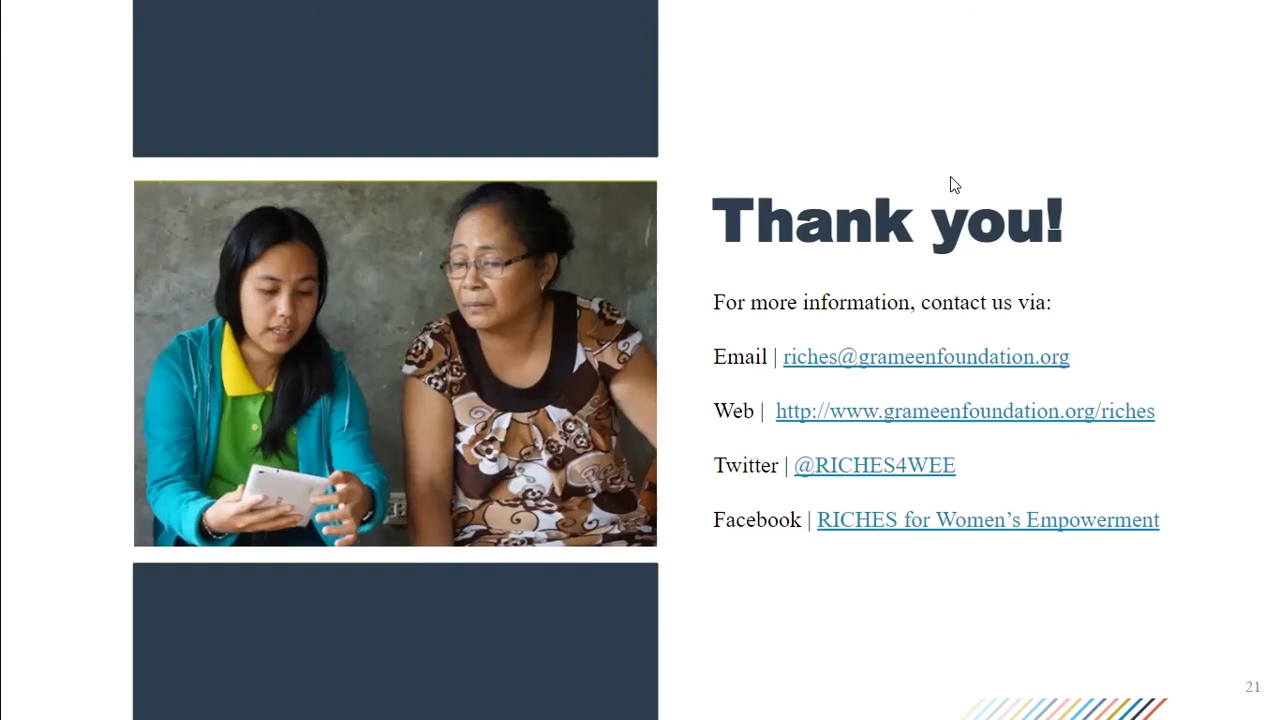 Thank you!
For more information, contact us via:
Email | riches@grameenfoundation.org
Web |  http://www.grameenfoundation.org/riches
Twitter | @RICHES4WEE
Facebook | RICHES for Women’s Empowerment
21